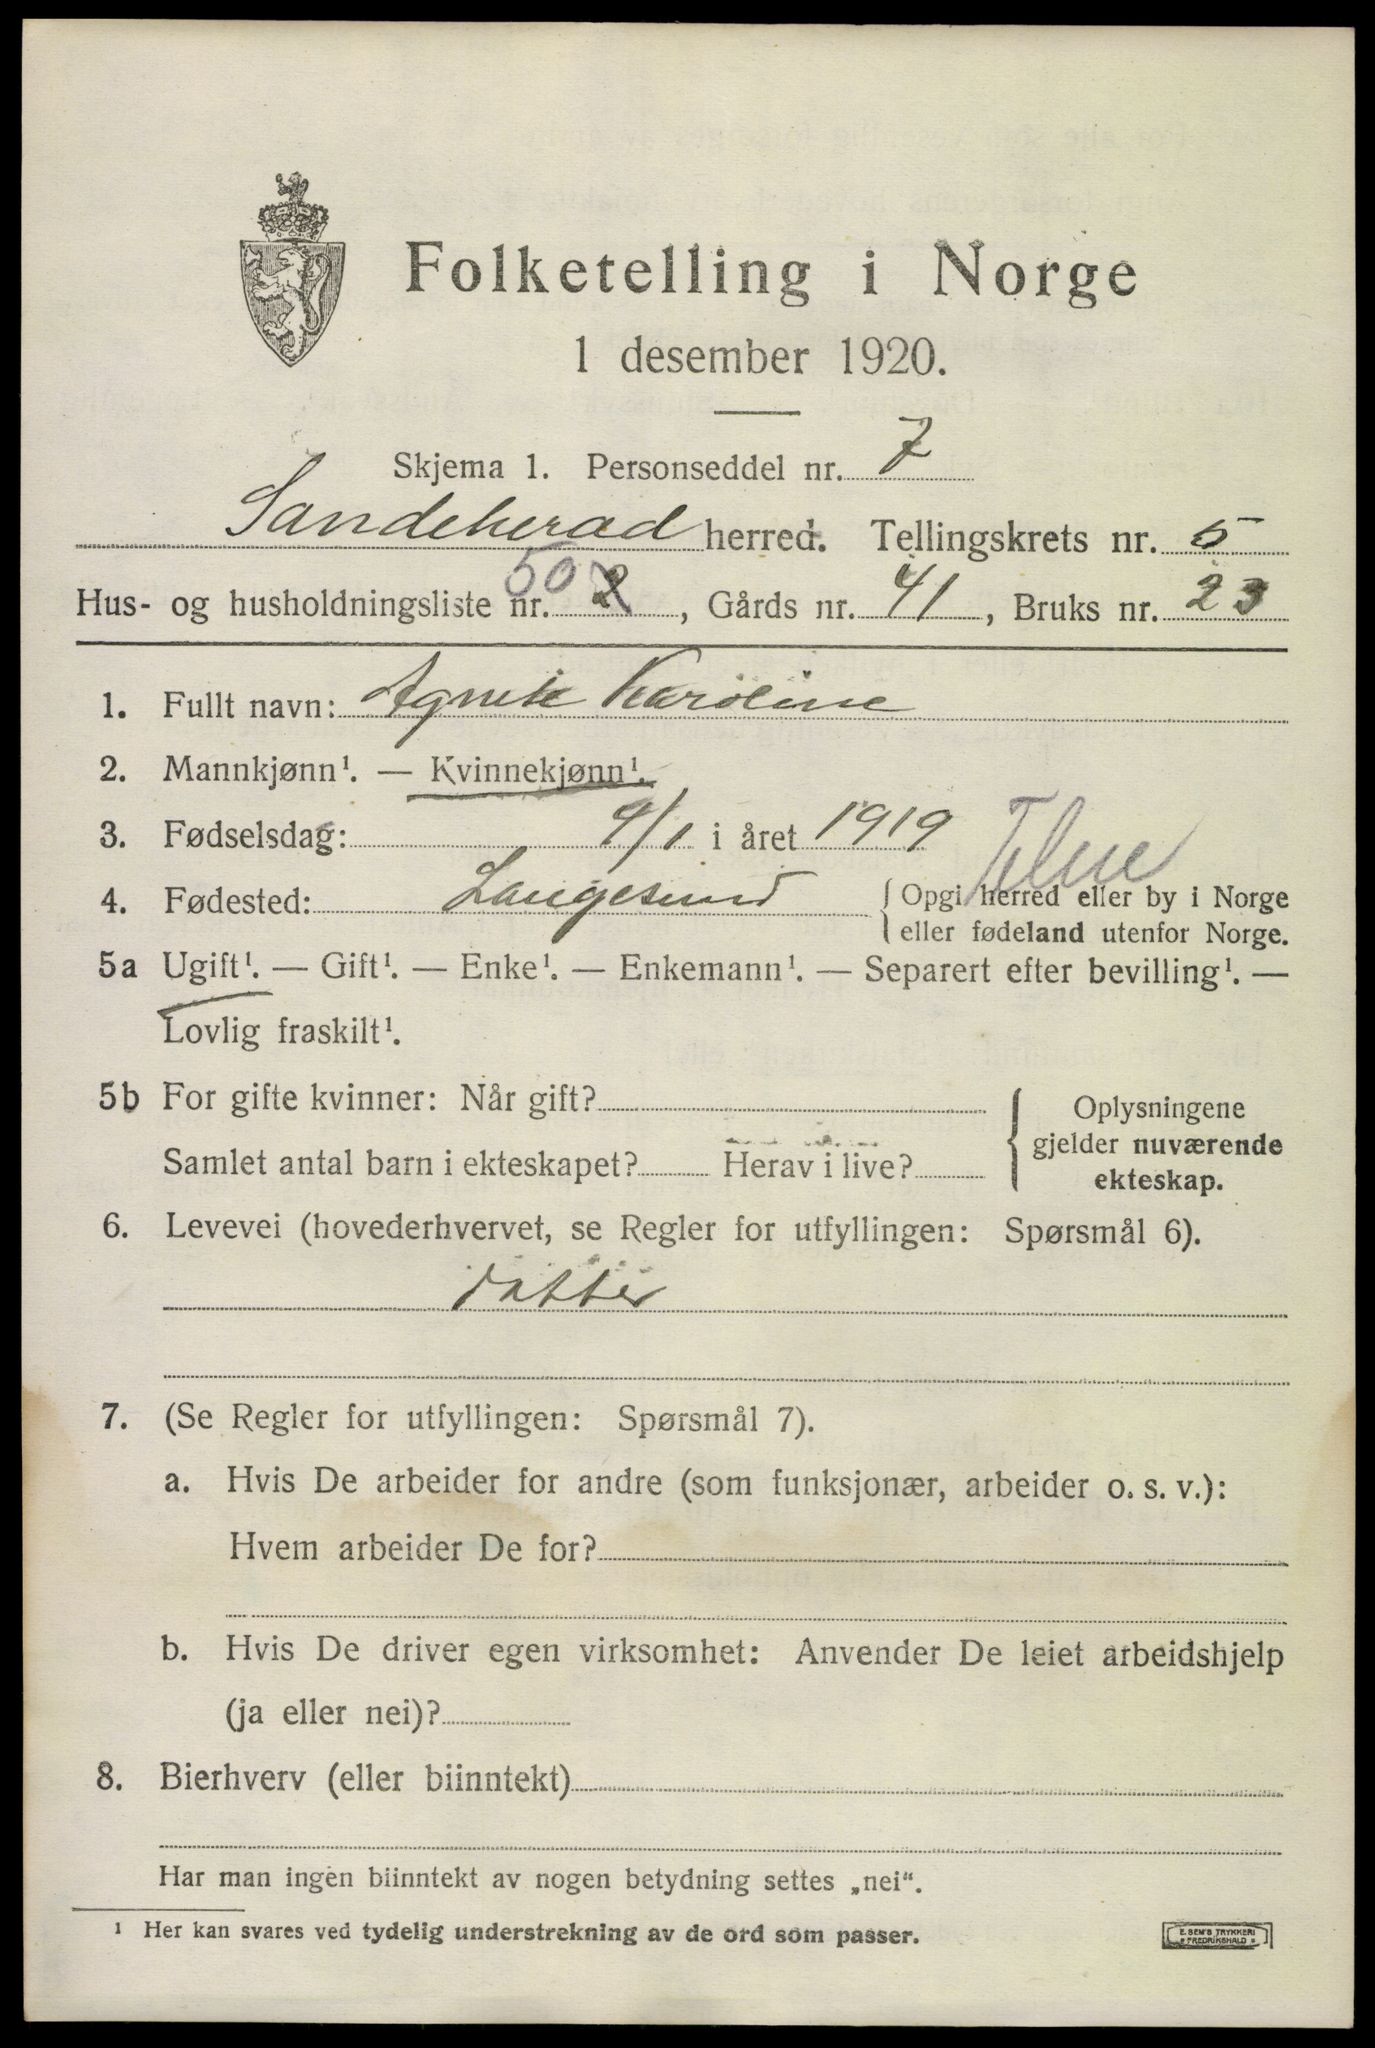 Folketelling i Norge
1 desember 1920.
Skjema 1. Personseddel nr. 7
Sandeherad herred. Tellingskrets nr. 5
Hus- og husholdningsliste nr. 50 2, Gårds nr. 41, Bruks nr. 23
1. Fullt navn: Agnete Karoline
2. Mannkjønn¹. — Kvinnekjønn¹.
3. Fødselsdag: 9/1 i året 1919
4. Fødested: Langesund { Opgi herred eller by i Norge
eller fødeland utenfor Norge.
5a Ugift¹. — Gift¹. — Enke¹. — Enkemann¹. — Separert efter bevilling¹. —
Lovlig fraskilt¹.
5b For gifte kvinner: Når gift? { Oplysningene
gjelder nuværende
Samlet antal barn i ekteskapet? Herav i live? ekteskap.
6. Levevei (hovederhvervet, se Regler for utfyllingen: Spørsmål 6).
datter
7. (Se Regler for utfyllingen: Spørsmål 7).
a. Hvis De arbeider for andre (som funksjonær, arbeider o. s. v.):
Hvem arbeider De for?
b. Hvis De driver egen virksomhet: Anvender De leiet arbeidshjelp
(ja eller nei)?
8. Bierhverv (eller biinntekt)
Har man ingen biinntekt av nogen betydning settes „nei“.
¹ Her kan svares ved tydelig understrekning av de ord som passer.
E. SEM'S TRYKKERI
FREDRIKSHALD